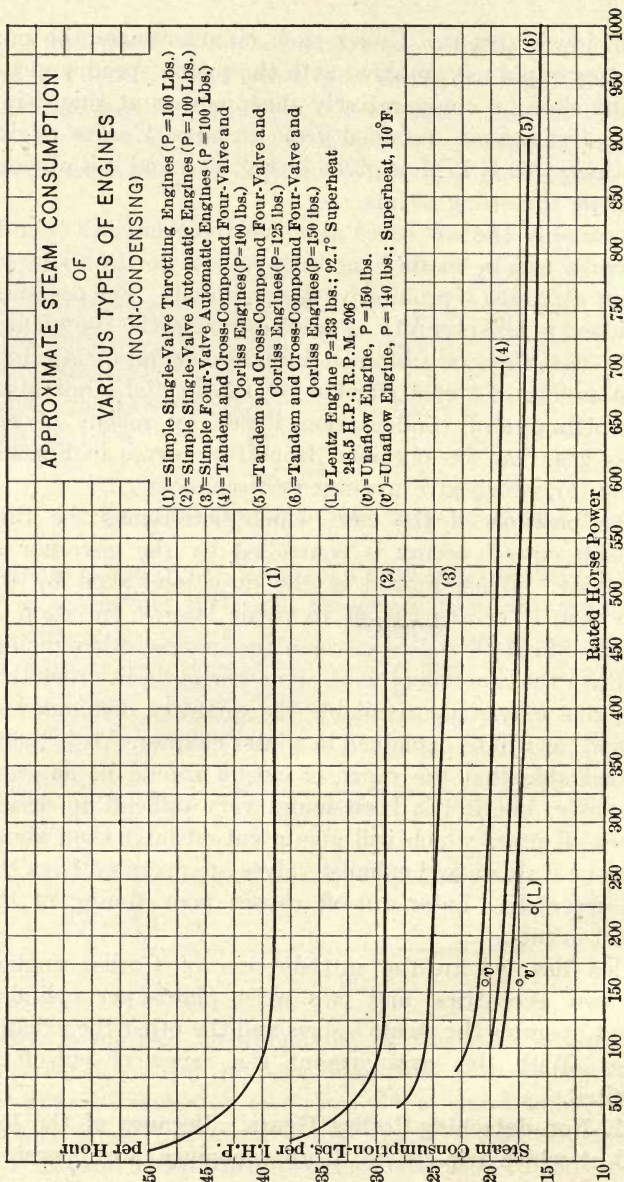 APPROXIMATE STEAM CONSUMPTION
OF
VARIOUS TYPES OF ENGINES
(NON-CONDENSING)
(1) = Simple Single-Valve Throttling Engines (P=100 Lbs.)
(2) = Simple Single-Valve Automatic Engines (P=100 Lbs.)
(3) = Simple Four-Valve Automatic Engines (P=100 Lbs.)
(4) = Tandem and Cross-Compound Four-Valve and
Corliss Engines (P=100 lbs.)
(5) = Tandem and Cross-Compound Four-Valve and
Corliss Engines (P=125 lbs.)
(6) = Tandem and Cross-Compound Four-Valve and
Corliss Engines (P=150 lbs.)
(L) = Lentz Engine P=133 lbs.; 92.7° Superheat
248.5 H.P.; R.P.M. 206
(v) = Unaflow Engine, P=150 lbs.
(v') = Unaflow Engine, P=140 lbs.; Superheat, 110°F.
Steam Consumption-Lbs. per I.H.P.
per Hour
50
45
40
35
30
25
20
15
10
(1)
(2)
(3)
(4)
(5)
(6)
v
v'
(L)
50 100 150 200 250 300 350 400 450 500 550 600 650 700 750 800 850 900 950 1000
Rated Horse Power